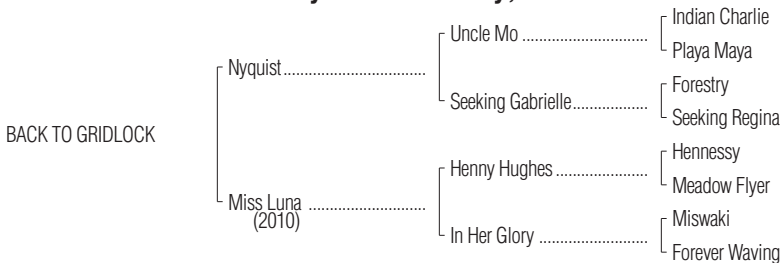 Indian Charlie
Uncle Mo ..................................
Playa Maya
Nyquist ......................................
Forestry
Seeking Gabrielle ....................
Seeking Regina
BACK TO GRIDLOCK
Hennessy
Henny Hughes .........................
Meadow Flyer
Miss Luna ...............................
(2010)
Miswaki
In Her Glory .............................
Forever Waving